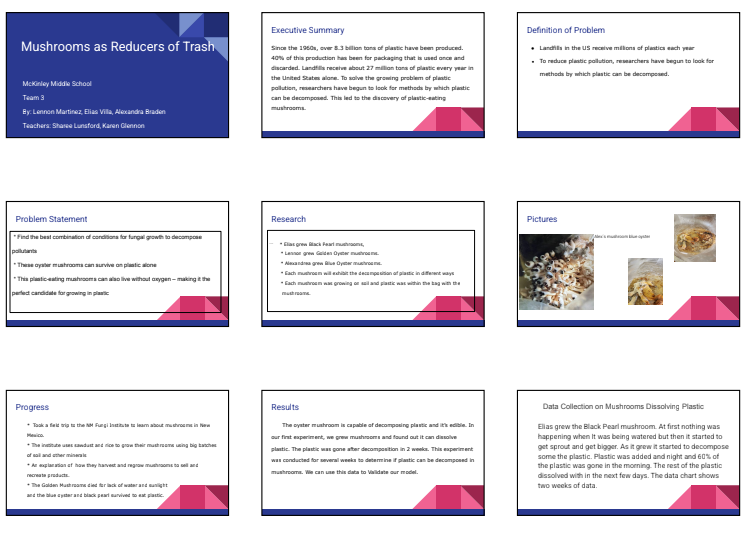 Mushrooms as Reducers of Trash
McKinley Middle School
Team 3
By: Lennon Martinez, Elias Villa, Alexandra Braden
Teachers: Sharee Lunsford, Karen Glennon
Executive Summary
Since the 1960s, over 8.3 billion tons of plastic have been produced.
40% of this production has been for packaging that is used once and
discarded. Landfills receive about 27 million tons of plastic every year in
the United States alone. To solve the growing problem of plastic
pollution, researchers have begun to look for methods by which plastic
can be decomposed. This led to the discovery of plastic-eating
mushrooms.
Definition of Problem
• Landfills in the US receive millions of plastics each year
• To reduce plastic pollution, researchers have begun to look for
methods by which plastic can be decomposed.
Problem Statement
* Find the best combination of conditions for fungal growth to decompose
pollutants
* These oyster mushrooms can survive on plastic alone
* This plastic-eating mushrooms can also live without oxygen – making it the
perfect candidate for growing in plastic
Research
* Elias grew Black Pearl mushrooms,
* Lennon grew Golden Oyster mushrooms.
* Alexandrea grew Blue Oyster mushrooms.
* Each mushroom will exhibit the decomposition of plastic in different ways
* Each mushroom was growing on soil and plastic was within the bag with the
mushrooms.
Pictures
Alex's mushroom blue oyster
Progress
* Took a field trip to the NM Fungi Institute to learn about mushrooms in New
Mexico.
* The institute uses sawdust and rice to grow their mushrooms using big batches
of soil and other minerals
* An explanation of how they harvest and regrow mushrooms to sell and
recreate products.
* The Golden Mushrooms died for lack of water and sunlight
and the blue oyster and black pearl survived to eat plastic.
Results
The oyster mushroom is capable of decomposing plastic and it's edible. In
our first experiment, we grew mushrooms and found out it can dissolve
plastic. The plastic was gone after decomposition in 2 weeks. This experiment
was conducted for several weeks to determine if plastic can be decomposed in
mushrooms. We can use this data to Validate our model.
Data Collection on Mushrooms Dissolving Plastic
Elias grew the Black Pearl mushroom. At first nothing was
happening when It was being watered but then it started to
get sprout and get bigger. As it grew it started to decompose
some the plastic. Plastic was added and night and 60% of
the plastic was gone in the morning. The rest of the plastic
dissolved with in the next few days. The data chart shows
two weeks of data.